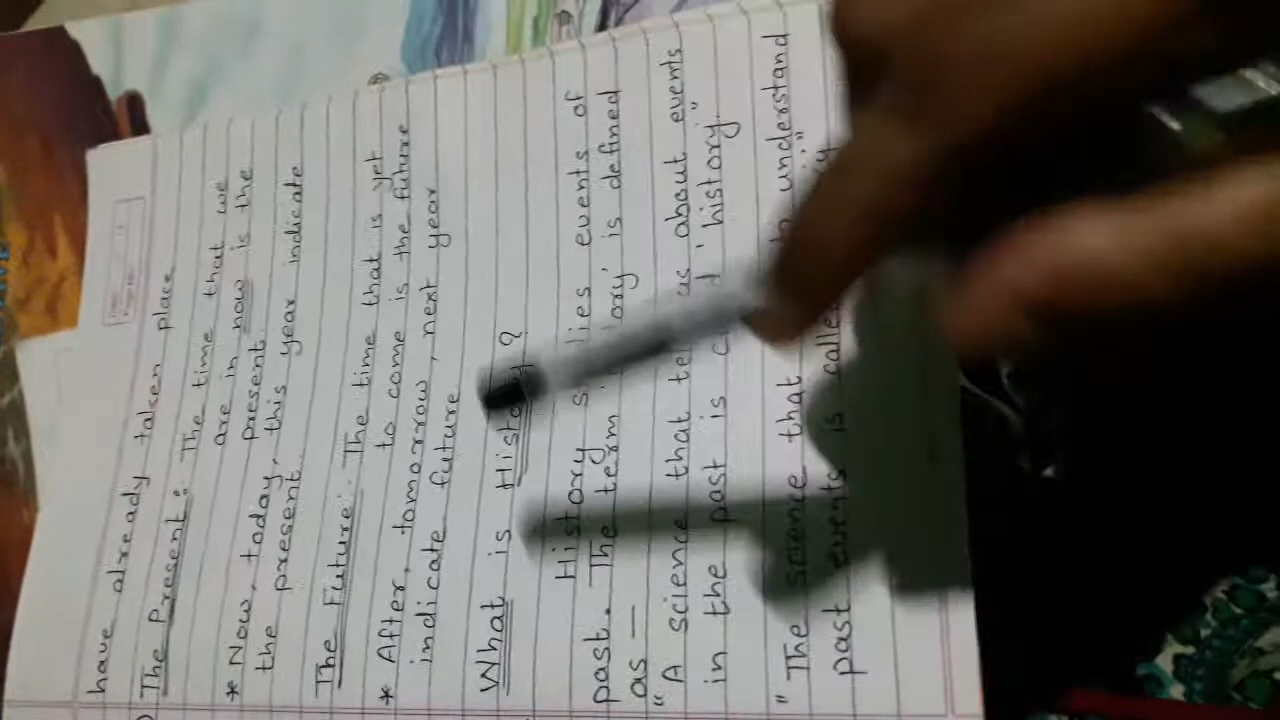 have already talsen place
) The Present : The time that we
are in now is the
present.
* Now, today, this year indicate
the present.
The Future : The time that is yet
to come is the future
* After, tomorrow, next year
indicate future
What is History ?
History lies events of
past. The term is defined
as —
" A science that as about events
in the past is 'history."
" The science that understand
past events is